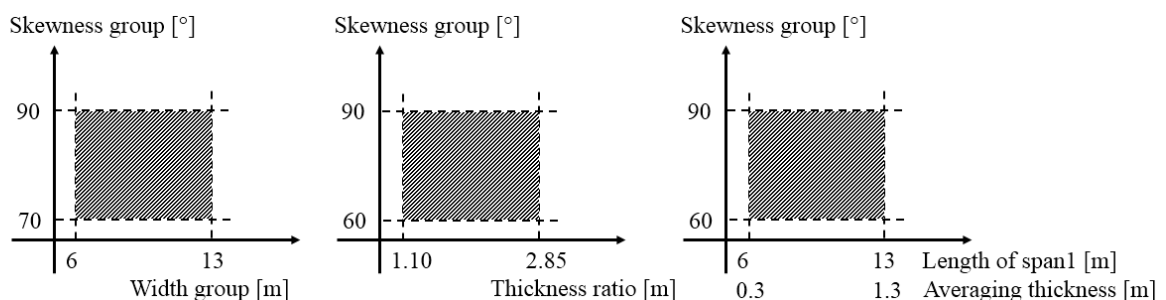 Skewness group [°]
90
70
6
13
Width group [m]
Skewness group [°]
90
60
1.10
2.85
Thickness ratio [m]
Skewness group [°]
90
60
6
13
Length of span1 [m]
0.3
1.3
Averaging thickness [m]